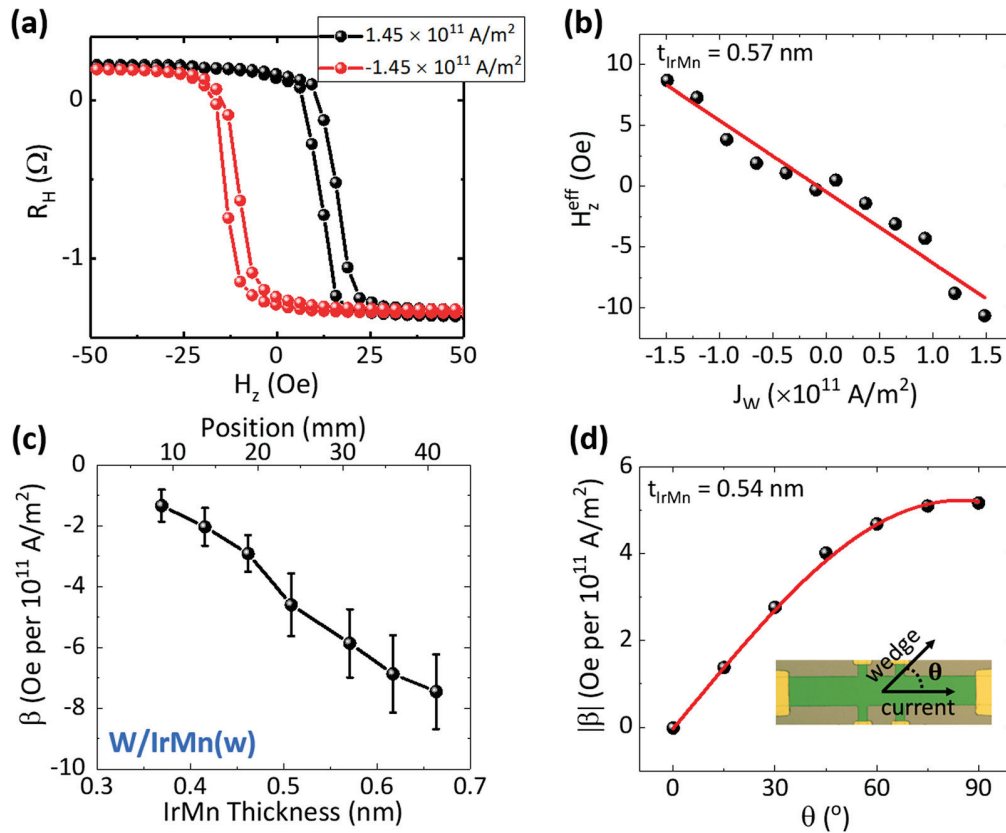 (a)
1.45 × 10¹¹ A/m²
-1.45 × 10¹¹ A/m²
0
-1
R_H (Ω)
-50 -25 0 25 50
H_z (Oe)
(b)
t_IrMn = 0.57 nm
10
5
0
-5
-10
H_z^eff (Oe)
-1.5 -1.0 -0.5 0.0 0.5 1.0 1.5
J_W (×10¹¹ A/m²)
(c)
Position (mm)
10 20 30 40
0
-2
-4
-6
-8
-10
β (Oe per 10¹¹ A/m²)
W/IrMn(w)
0.3 0.4 0.5 0.6 0.7
IrMn Thickness (nm)
(d)
t_IrMn = 0.54 nm
6
4
2
0
|β| (Oe per 10¹¹ A/m²)
wedge
θ
current
0 30 60 90
θ (°)